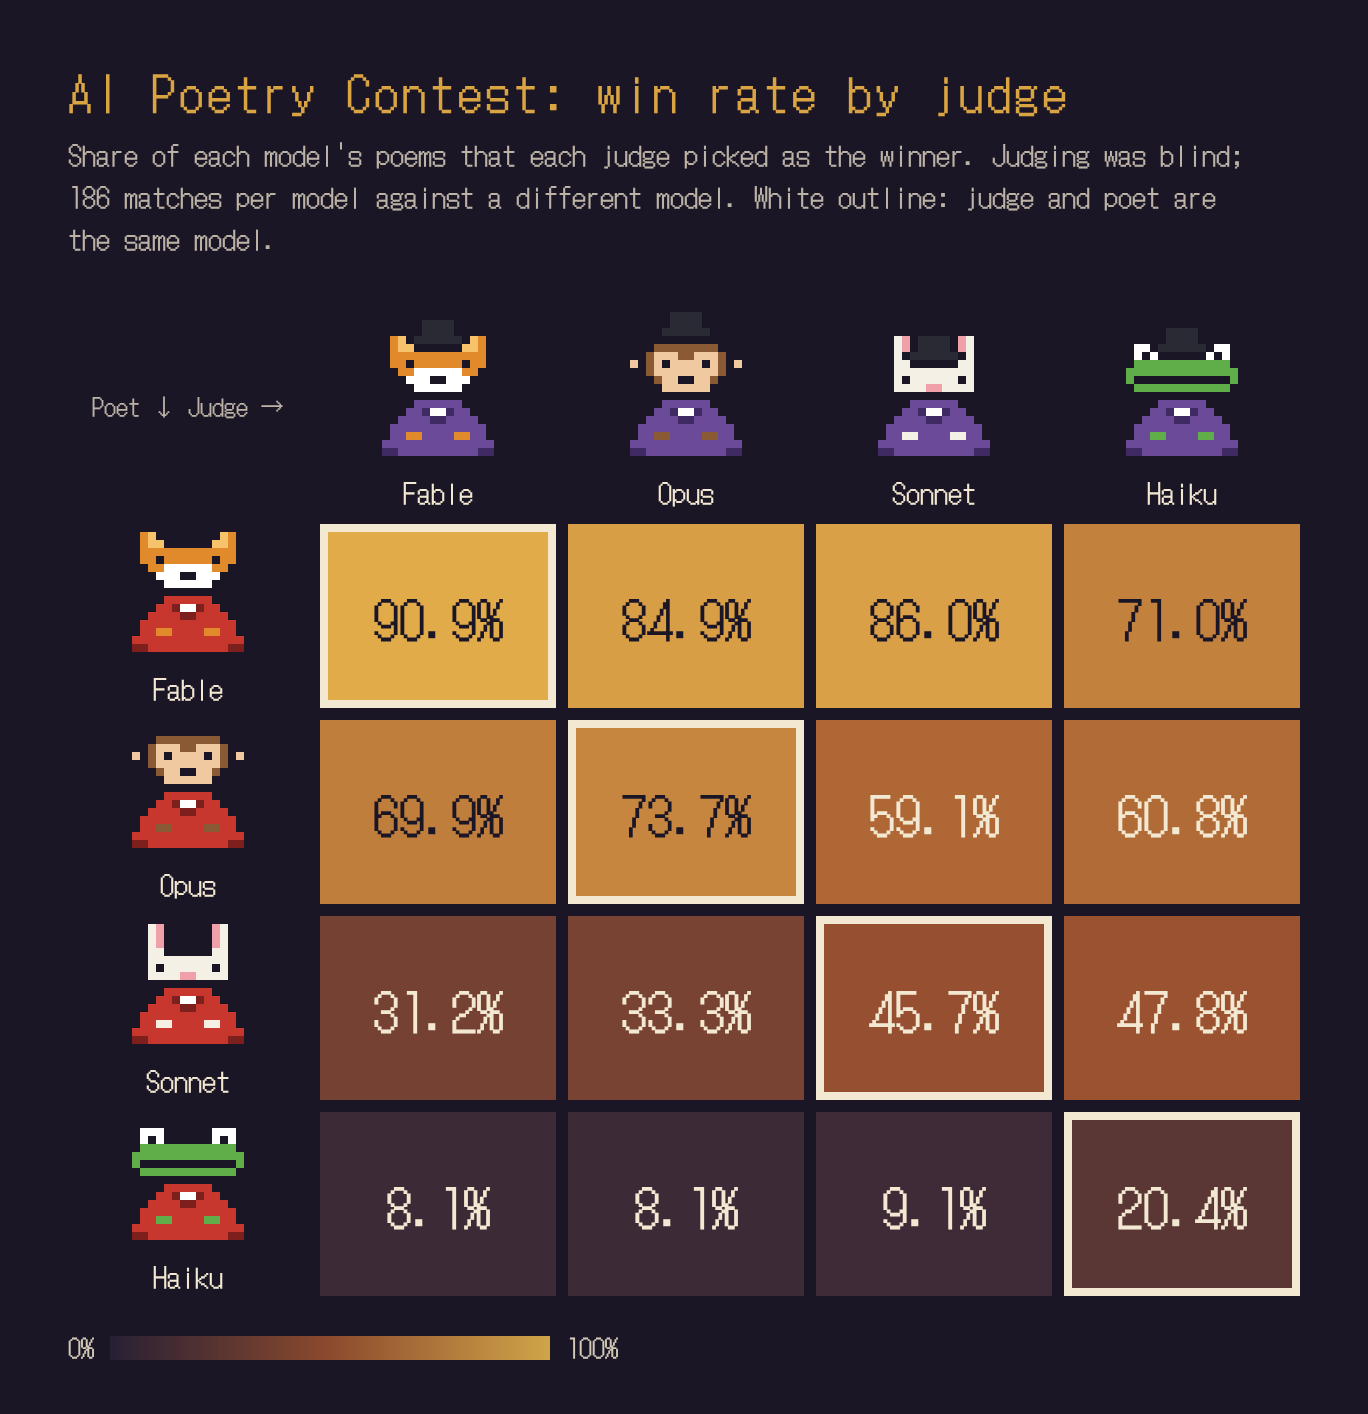 AI Poetry Contest: win rate by judge
Share of each model's poems that each judge picked as the winner. Judging was blind;
186 matches per model against a different model. White outline: judge and poet are
the same model.
Poet ↓ Judge →
Fable Opus Sonnet Haiku
90.9% 84.9% 86.0% 71.0%
Fable
69.9% 73.7% 59.1% 60.8%
Opus
31.2% 33.3% 45.7% 47.8%
Sonnet
8.1% 8.1% 9.1% 20.4%
Haiku
0% 100%